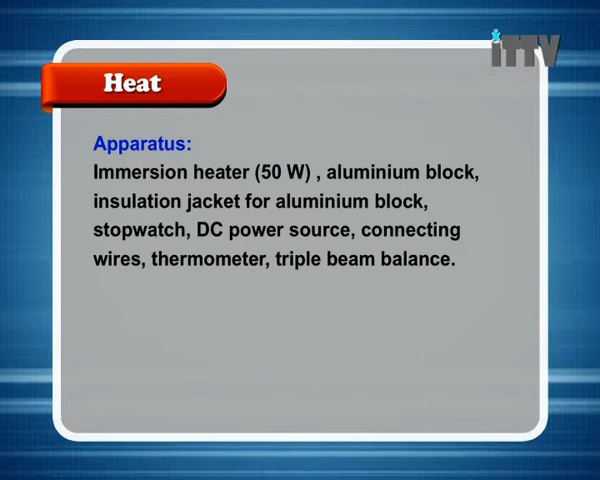 iTTV
Heat
Apparatus:
Immersion heater (50 W) , aluminium block,
insulation jacket for aluminium block,
stopwatch, DC power source, connecting
wires, thermometer, triple beam balance.